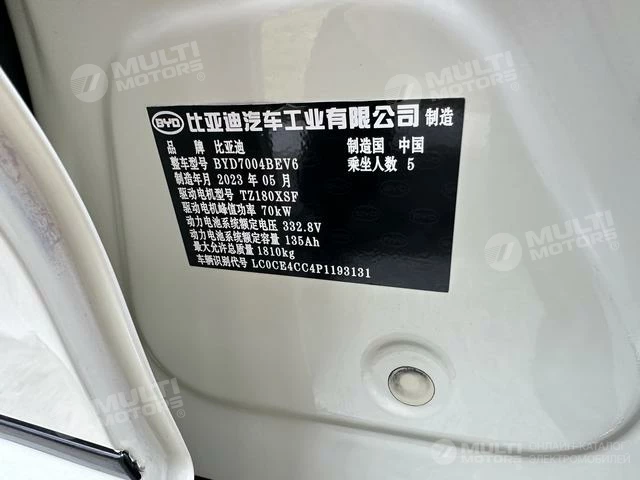 MULTI MOTORS®
MULTI MOTORS
BYD 比亚迪汽车工业有限公司 制造
品 牌 比亚迪 制造国 中国
整车型号 BYD7004BEV6 乘坐人数 5
制造年月 2023 年 05 月
驱动电机型号 TZ180XSF
驱动电机峰值功率 70kW
动力电池系统额定电压 332.8V
动力电池系统额定容量 135Ah
最大允许总质量 1810kg
车辆识别代号 LC0CE4CC4P1193131
MULTI MOTORS®
MULTI MOTORS
MULTI MOTORS
ЭЛЕКТРОМОБИЛЕЙ